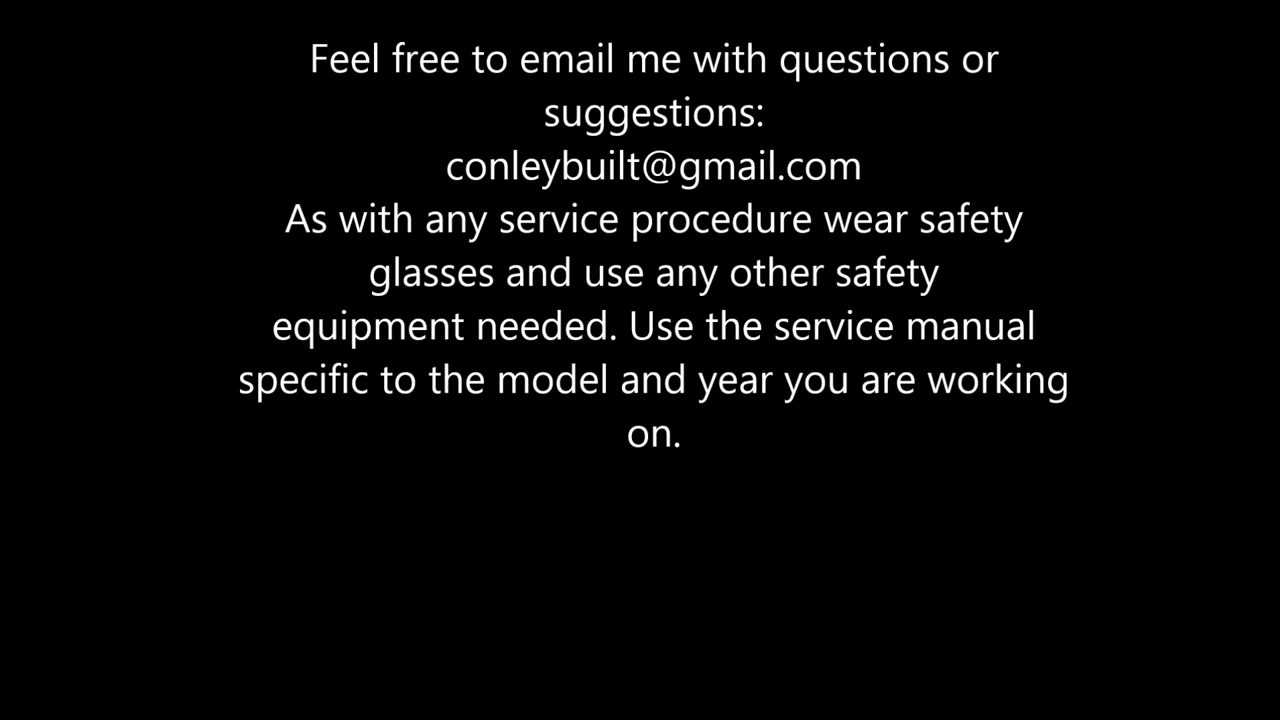 Feel free to email me with questions or
suggestions:
conleybuilt@gmail.com
As with any service procedure wear safety
glasses and use any other safety
equipment needed. Use the service manual
specific to the model and year you are working
on.